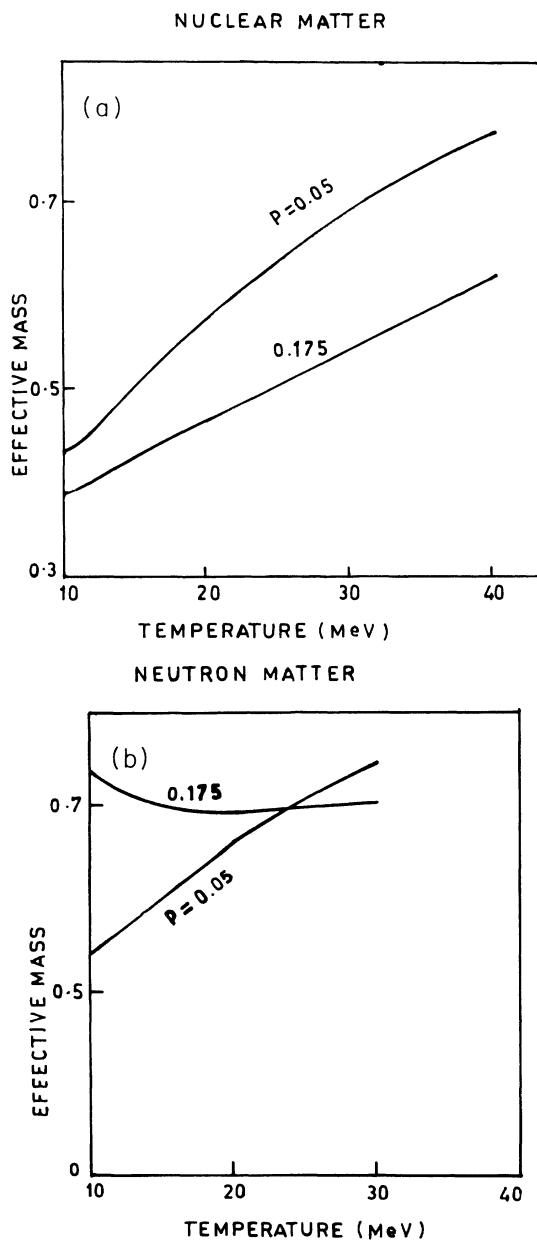 NUCLEAR MATTER
(a)
0.7
P=0.05
0.175
0.5
0.3
EFFECTIVE MASS
10 20 30 40
TEMPERATURE (MeV)
NEUTRON MATTER
(b)
0.7
0.175
P=0.05
0.5
0
EFEECTIVE MASS
10 20 30 40
TEMPERATURE (MeV)